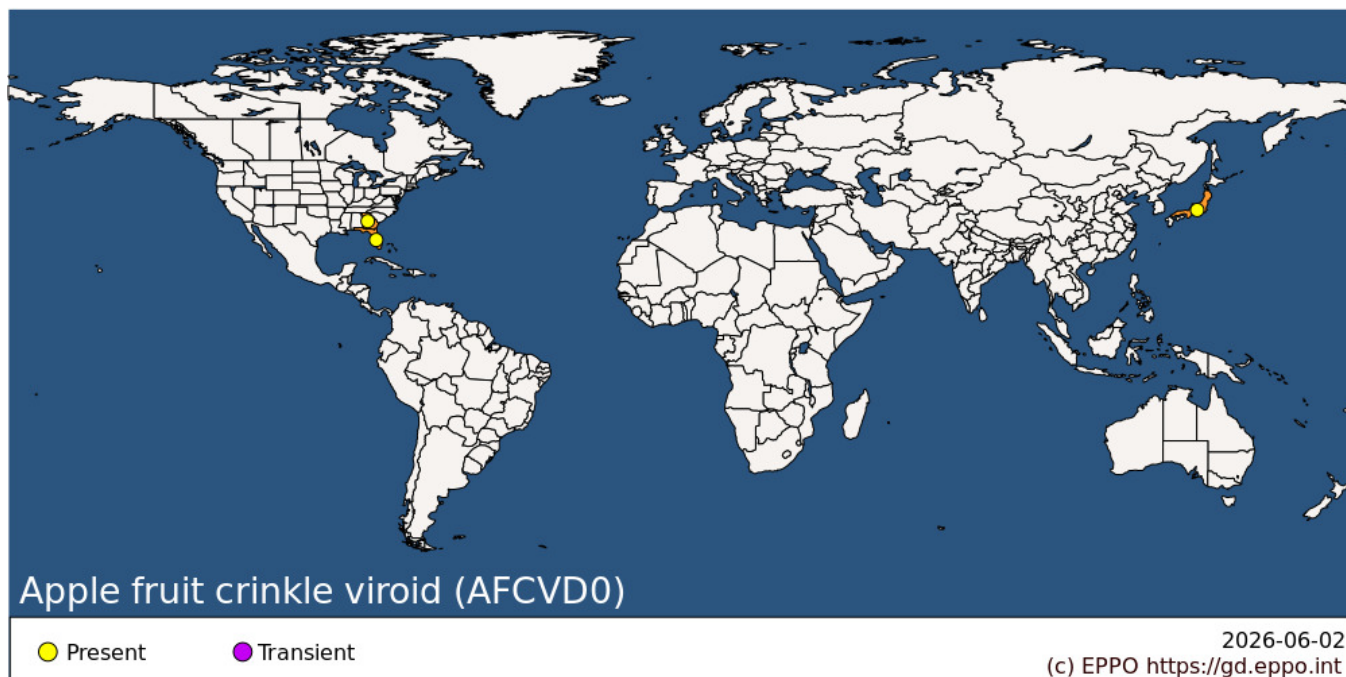 Apple fruit crinkle viroid (AFCVD0)
Present
Transient
2026-06-02
(c) EPPO https://gd.eppo.int